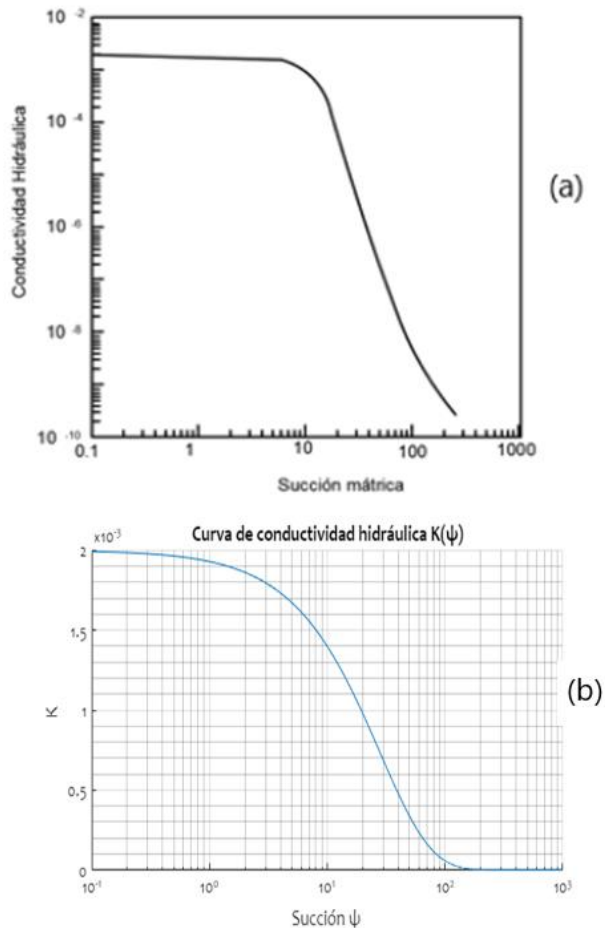 10⁻²
10⁻⁴
10⁻⁶
10⁻⁸
10⁻¹⁰
Conductividad Hidráulica
0.1 1 10 100 1000
Succión mátrica
(a)
Curva de conductividad hidráulica K(ψ)
×10⁻³
2
1.5
1
0.5
0
K
10⁻¹ 10⁰ 10¹ 10² 10³
Succión ψ
(b)